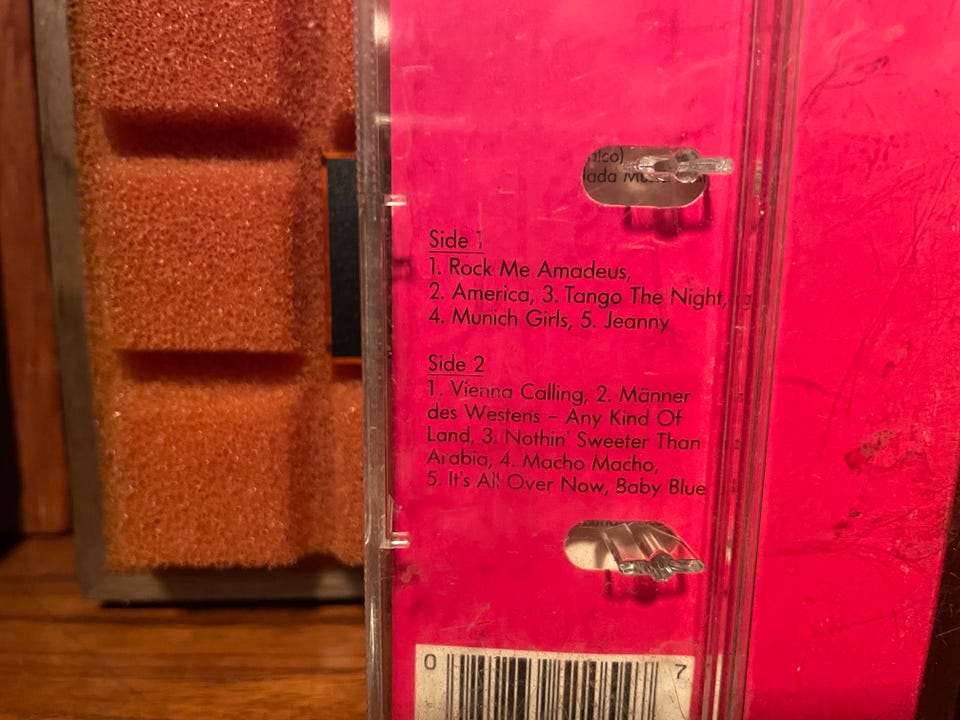 Side 1
1. Rock Me Amadeus,
2. America, 3. Tango The Night,
4. Munich Girls, 5. Jeanny
Side 2
1. Vienna Calling, 2. Männer
des Westens – Any Kind Of
Land, 3. Nothin' Sweeter Than
Arabia, 4. Macho Macho,
5. It's All Over Now, Baby Blue
0 7